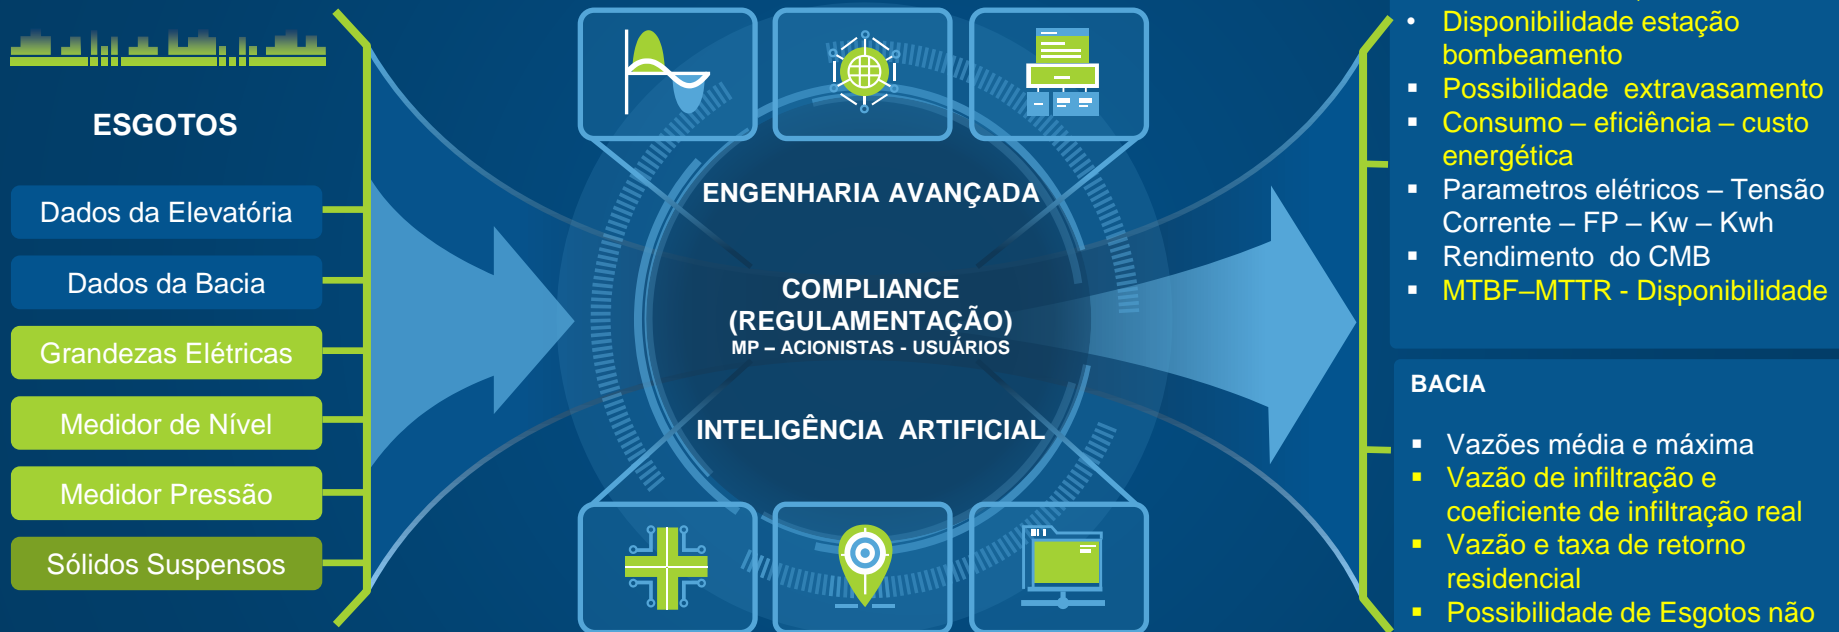 ESGOTOS
Dados da Elevatória
Dados da Bacia
Grandezas Elétricas
Medidor de Nível
Medidor Pressão
Sólidos Suspensos
ENGENHARIA AVANÇADA
COMPLIANCE
(REGULAMENTAÇÃO)
MP – ACIONISTAS - USUÁRIOS
INTELIGÊNCIA ARTIFICIAL
• Disponibilidade estação
bombeamento
▪ Possibilidade extravasamento
▪ Consumo – eficiência – custo
energética
▪ Parametros elétricos – Tensão
Corrente – FP – Kw – Kwh
▪ Rendimento do CMB
▪ MTBF–MTTR - Disponibilidade
BACIA
▪ Vazões média e máxima
▪ Vazão de infiltração e
coeficiente de infiltração real
▪ Vazão e taxa de retorno
residencial
▪ Possibilidade de Esgotos não